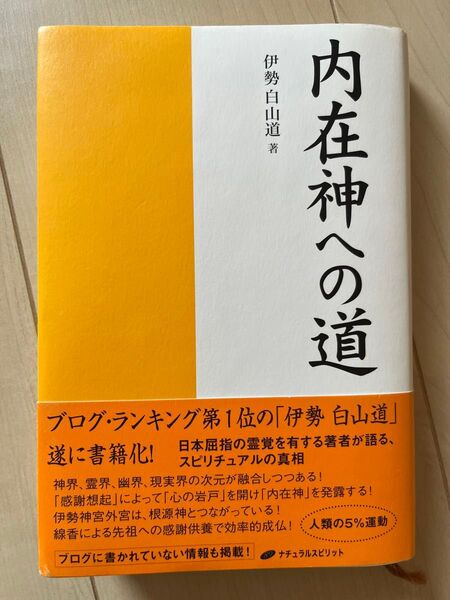 内在神への道
伊勢 白山道 著
ブログ・ランキング第1位の「伊勢 白山道」
遂に書籍化!
日本屈指の霊覚を有する著者が語る、
スピリチュアルの真相
神界、霊界、幽界、現実界の次元が融合しつつある!
「感謝想起」によって「心の岩戸」を開け「内在神」を発露する!
伊勢神宮外宮は、根源神とつながっている!
線香による先祖への感謝供養で効率的成仏!
人類の5%運動
ブログに書かれていない情報も掲載!
ナチュラルスピリット